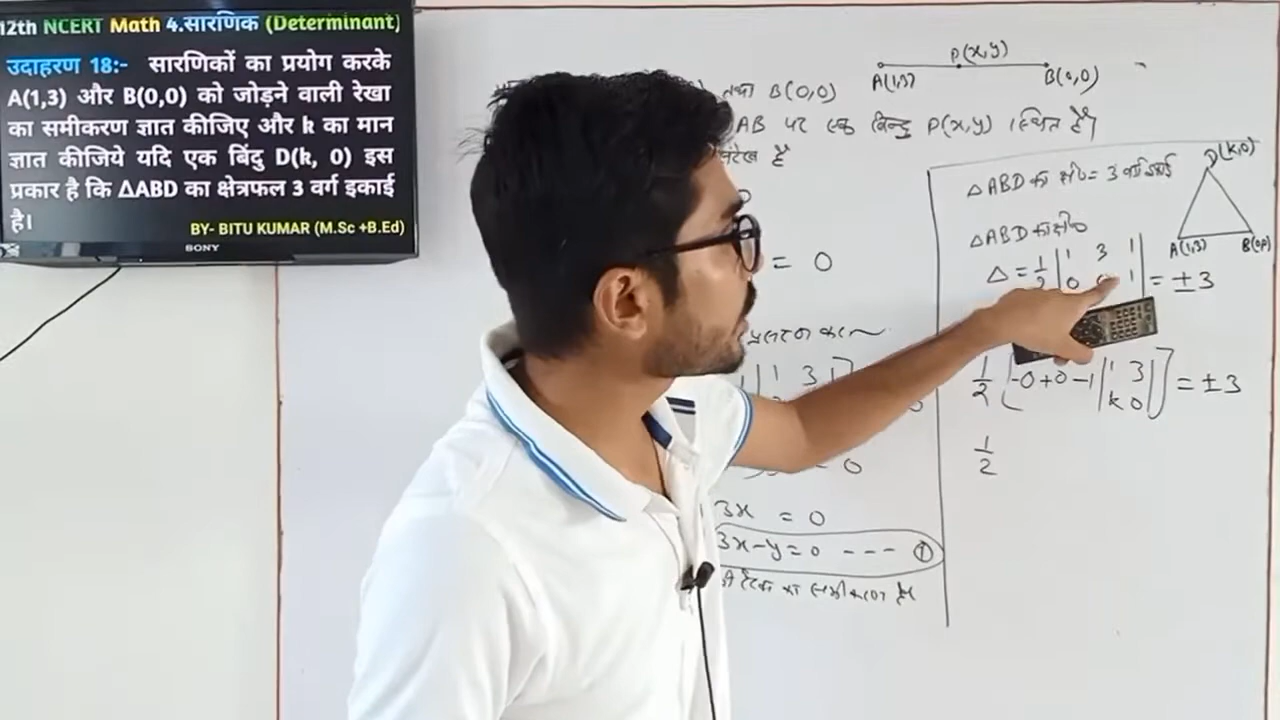 12th NCERT Math 4.सारणिक (Determinant)
उदाहरण 18:- सारणिकों का प्रयोग करके
A(1,3) और B(0,0) को जोड़ने वाली रेखा
का समीकरण ज्ञात कीजिए और k का मान
ज्ञात कीजिये यदि एक बिंदु D(k, 0) इस
प्रकार है कि ΔABD का क्षेत्रफल 3 वर्ग इकाई
है।
BY- BITU KUMAR (M.Sc +B.Ed)
SONY
P(x,y)
A(1,3) B(0,0)
तथा B(0,0)
AB पर एक बिन्दु P(x,y) स्थित है।
है
= 0
1 3 1
= 0
3x = 0
3x-y=0 --- ①
का समीकरण है
△ABD का क्षे० = 3 वर्ग इकाई
D(k,0)
A(1,3) B(0,0)
△ABD का क्षे०
△ = 1/2 | 1 3 1
0 1 | = ±3
1/2 [-0+0-1 | 1 3
k 0 |] = ±3
1/2